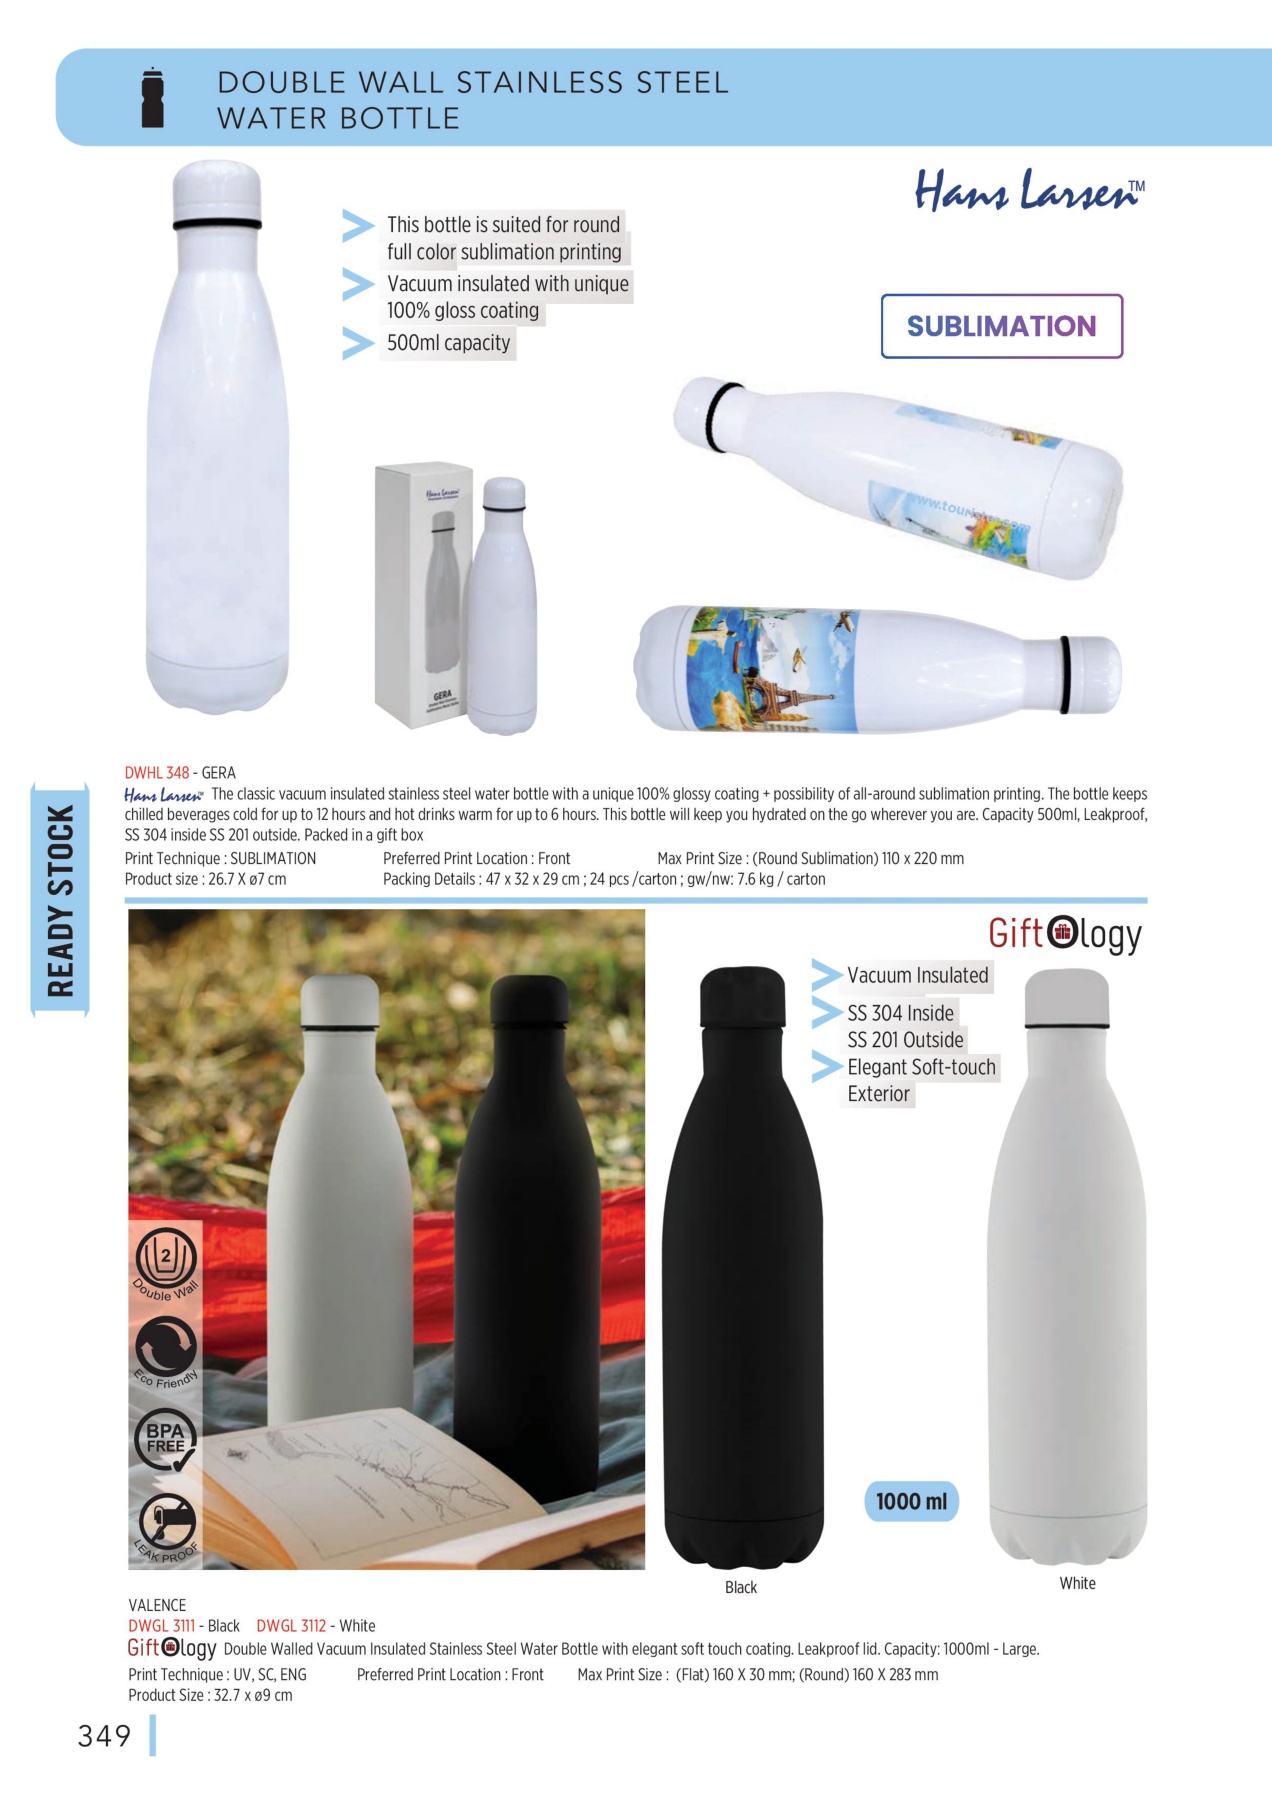 DOUBLE WALL STAINLESS STEEL
WATER BOTTLE
Hans Larsen™
This bottle is suited for round
full color sublimation printing
Vacuum insulated with unique
100% gloss coating
500ml capacity
SUBLIMATION
www.tourister.com
Hans Larsen
GERA
DWHL 348 - GERA
Hans Larsen™ The classic vacuum insulated stainless steel water bottle with a unique 100% glossy coating + possibility of all-around sublimation printing. The bottle keeps
chilled beverages cold for up to 12 hours and hot drinks warm for up to 6 hours. This bottle will keep you hydrated on the go wherever you are. Capacity 500ml, Leakproof,
SS 304 inside SS 201 outside. Packed in a gift box
Print Technique : SUBLIMATION Preferred Print Location : Front Max Print Size : (Round Sublimation) 110 x 220 mm
Product size : 26.7 X ø7 cm Packing Details : 47 x 32 x 29 cm ; 24 pcs /carton ; gw/nw: 7.6 kg / carton
READY STOCK
GiftOlogy
Vacuum Insulated
SS 304 Inside
SS 201 Outside
Elegant Soft-touch
Exterior
2
Double Wall
Eco Friendly
BPA
FREE
LEAK PROOF
1000 ml
Black
White
VALENCE
DWGL 3111 - Black DWGL 3112 - White
GiftOlogy Double Walled Vacuum Insulated Stainless Steel Water Bottle with elegant soft touch coating. Leakproof lid. Capacity: 1000ml - Large.
Print Technique : UV, SC, ENG Preferred Print Location : Front Max Print Size : (Flat) 160 X 30 mm; (Round) 160 X 283 mm
Product Size : 32.7 x ø9 cm
349